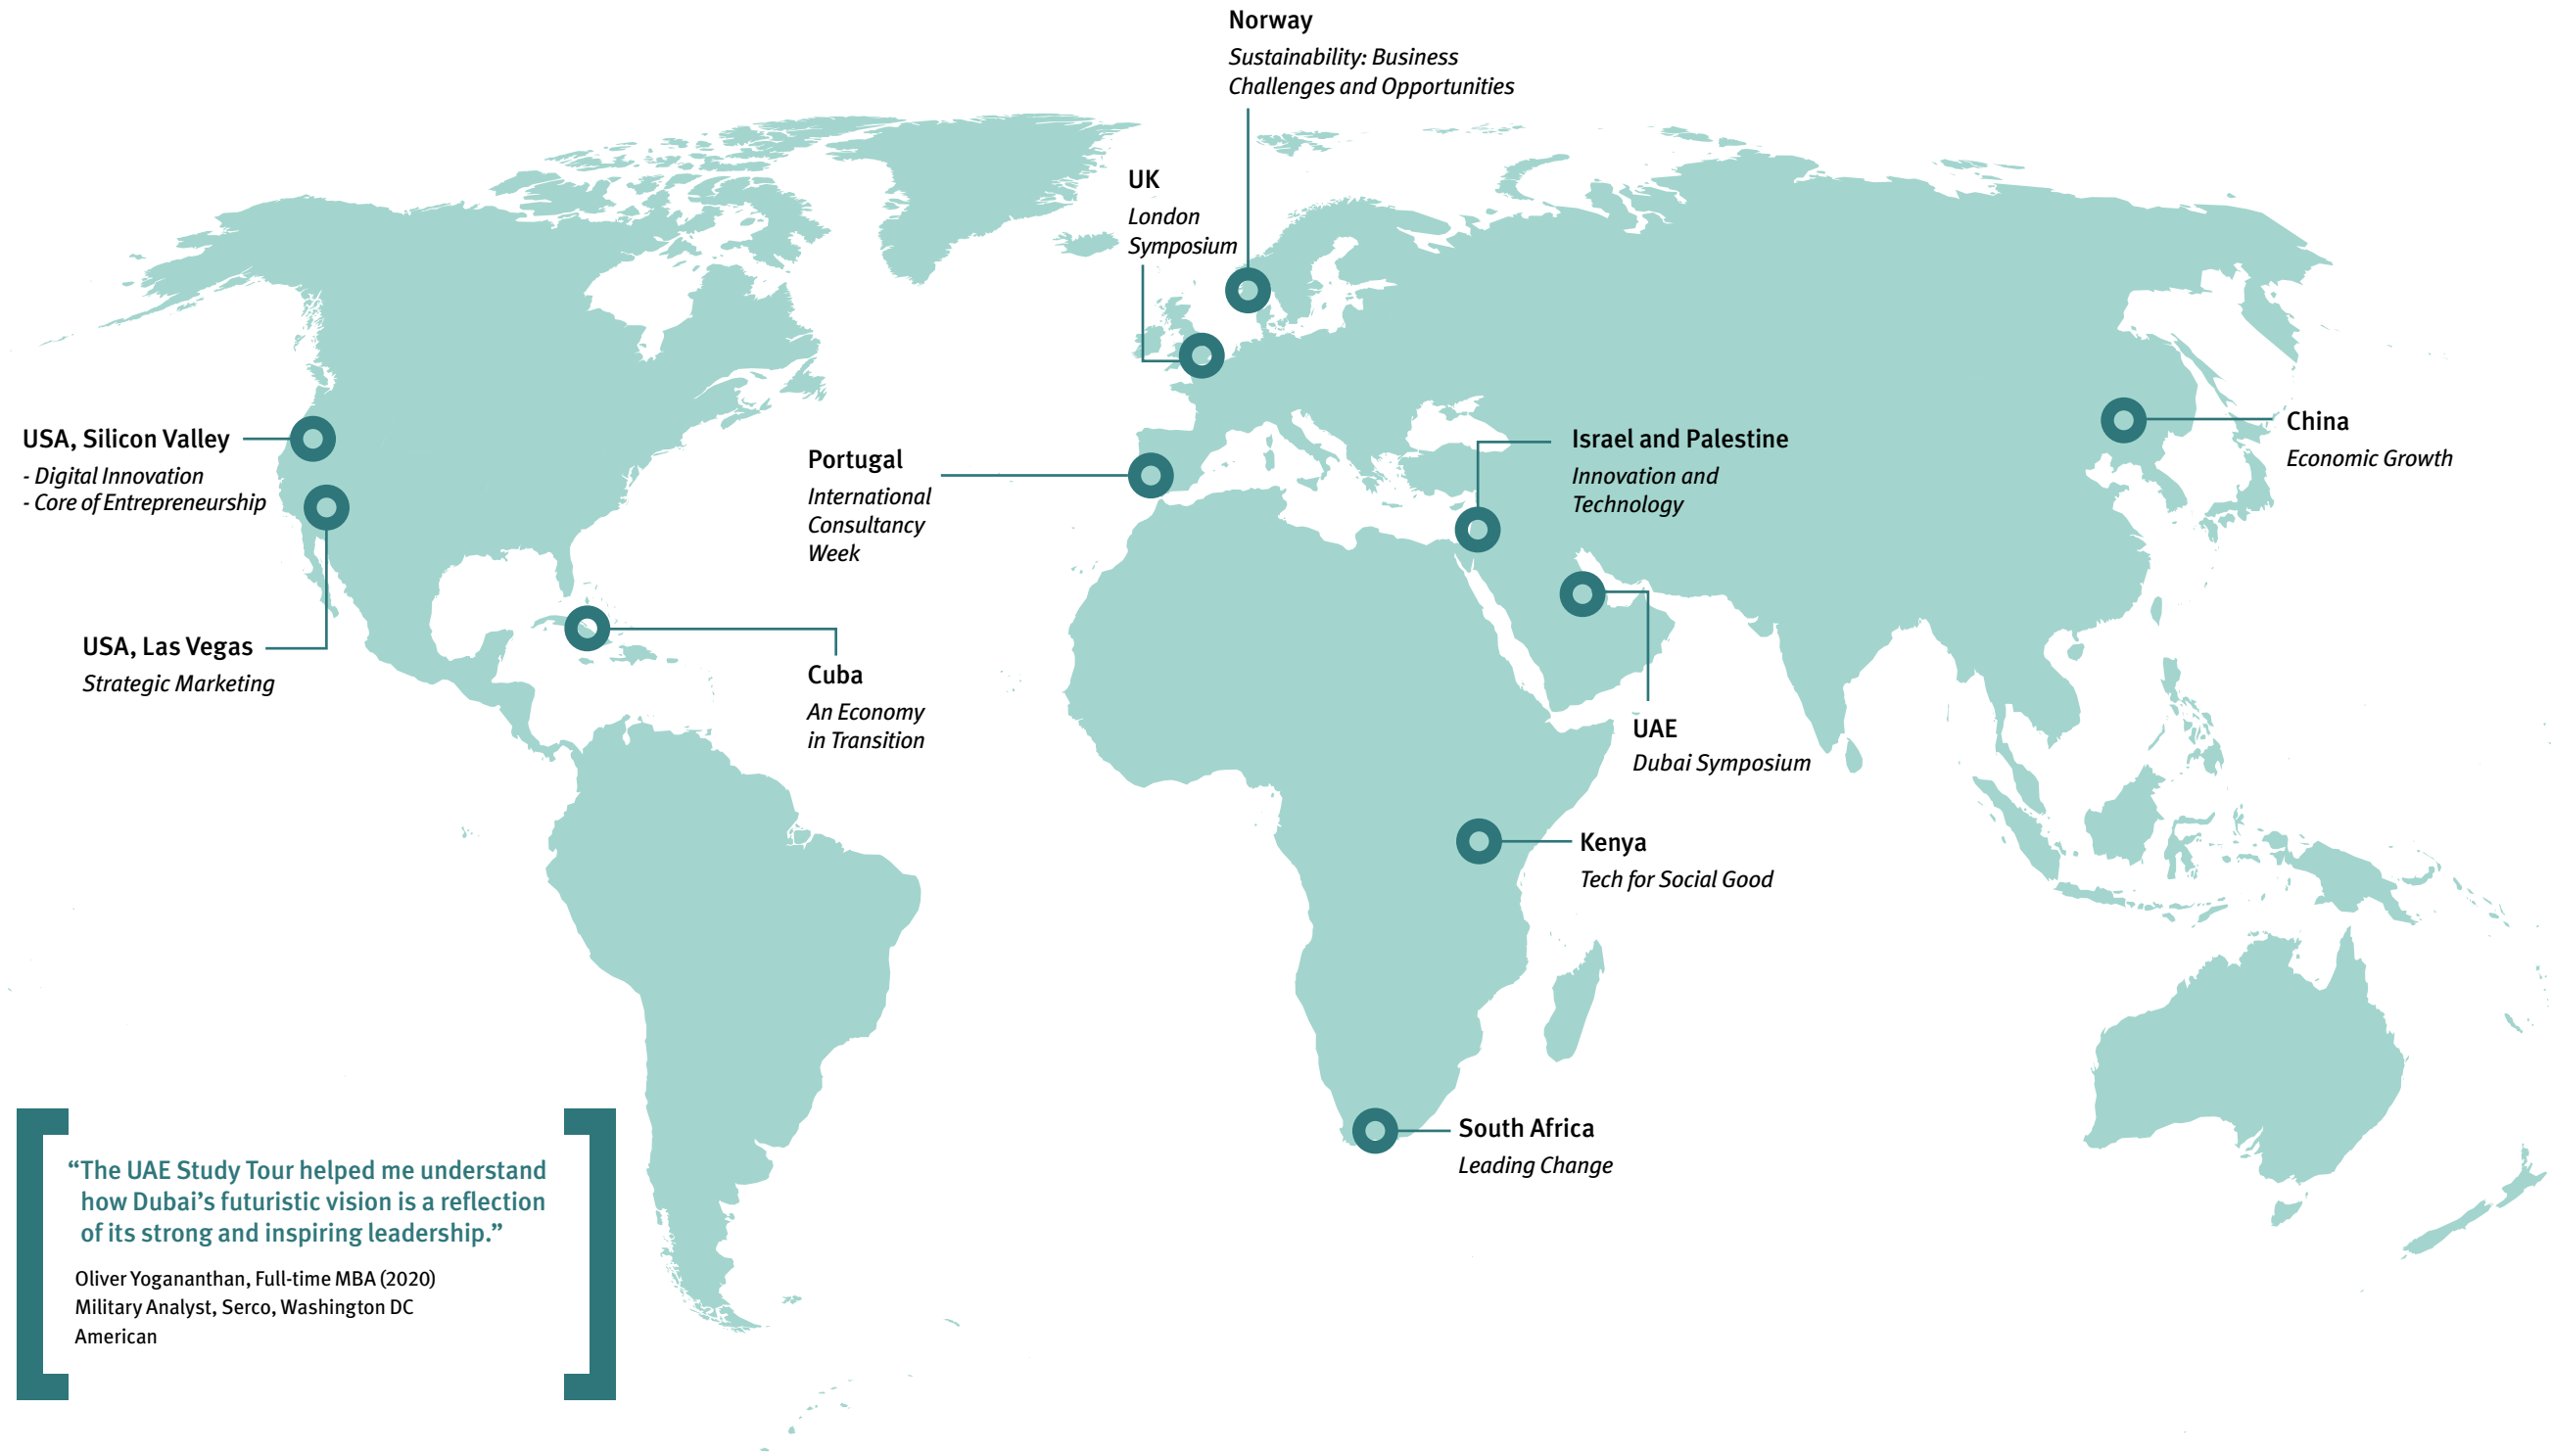 Norway
Sustainability: Business
Challenges and Opportunities
UK
London
Symposium
USA, Silicon Valley
- Digital Innovation
- Core of Entrepreneurship
Portugal
International
Consultancy
Week
Israel and Palestine
Innovation and
Technology
China
Economic Growth
USA, Las Vegas
Strategic Marketing
Cuba
An Economy
in Transition
UAE
Dubai Symposium
Kenya
Tech for Social Good
South Africa
Leading Change
“The UAE Study Tour helped me understand
how Dubai’s futuristic vision is a reflection
of its strong and inspiring leadership.”
Oliver Yogananthan, Full-time MBA (2020)
Military Analyst, Serco, Washington DC
American